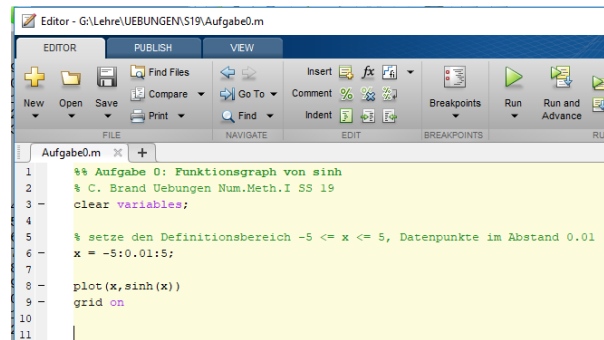 Editor - G:\Lehre\UEBUNGEN\S19\Aufgabe0.m
EDITOR PUBLISH VIEW
New Open Save Find Files Compare Print
Go To Find
Insert fx Comment % Indent
Breakpoints Run Run and Advance
FILE NAVIGATE EDIT BREAKPOINTS RU
Aufgabe0.m × +
1 %% Aufgabe 0: Funktionsgraph von sinh
2 % C. Brand Uebungen Num.Meth.I SS 19
3 – clear variables;
4
5 % setze den Definitionsbereich -5 <= x <= 5, Datenpunkte im Abstand 0.01
6 – x = -5:0.01:5;
7
8 – plot(x,sinh(x))
9 – grid on
10
11